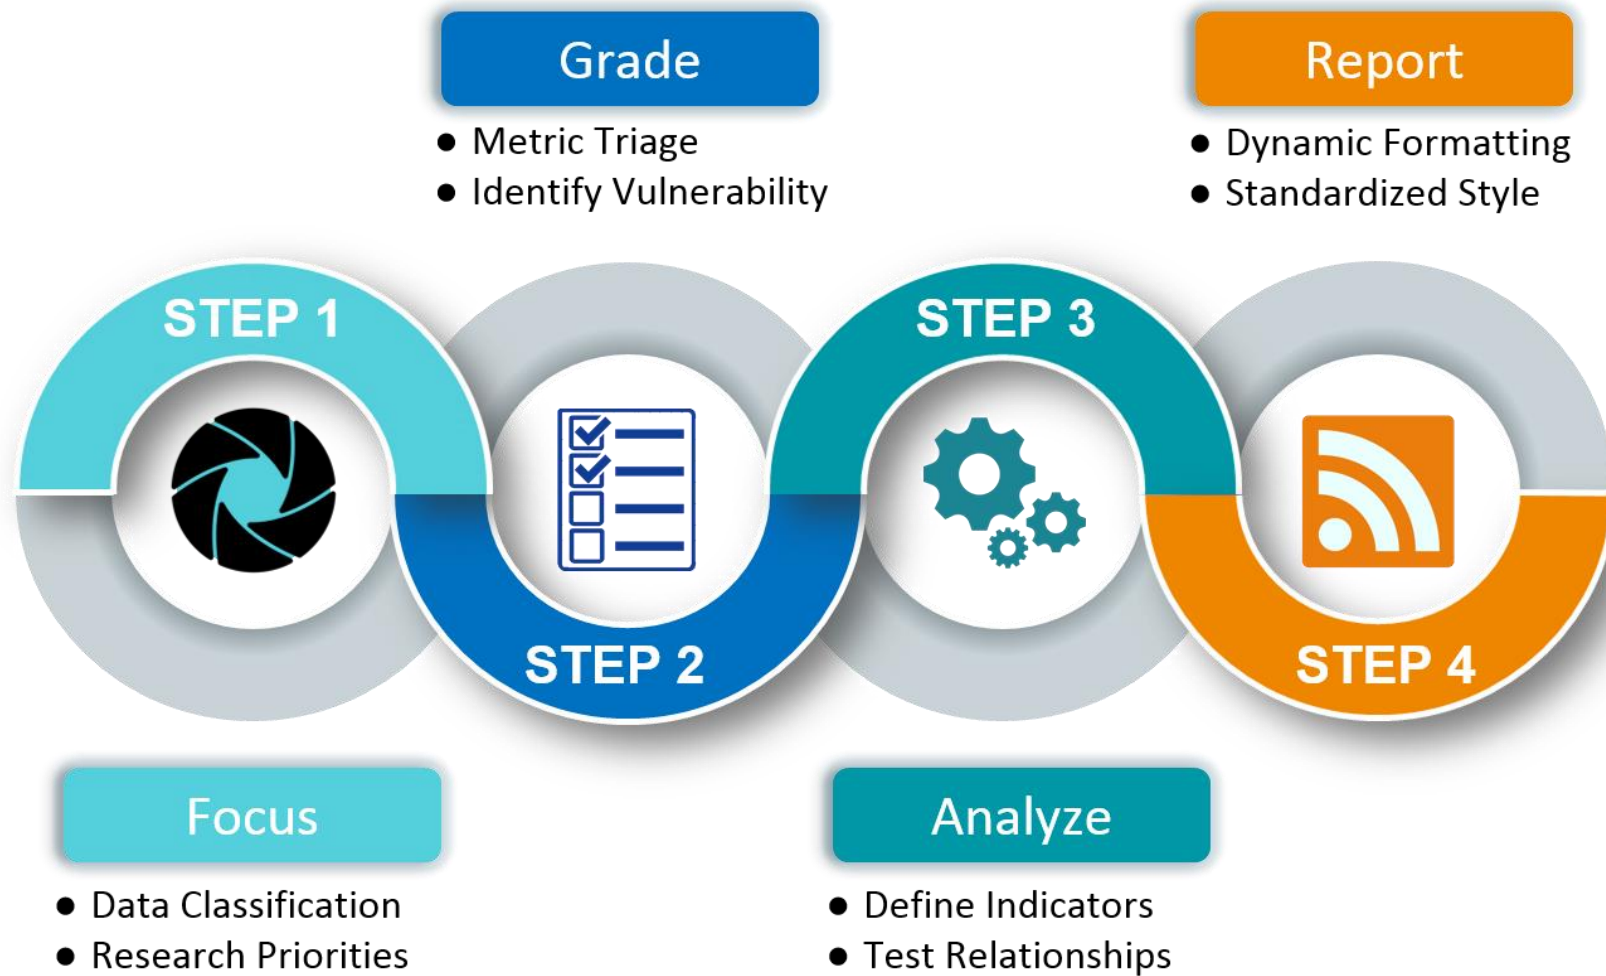 Grade
● Metric Triage
● Identify Vulnerability
Report
● Dynamic Formatting
● Standardized Style
STEP 1
STEP 2
STEP 3
STEP 4
Focus
● Data Classification
● Research Priorities
Analyze
● Define Indicators
● Test Relationships